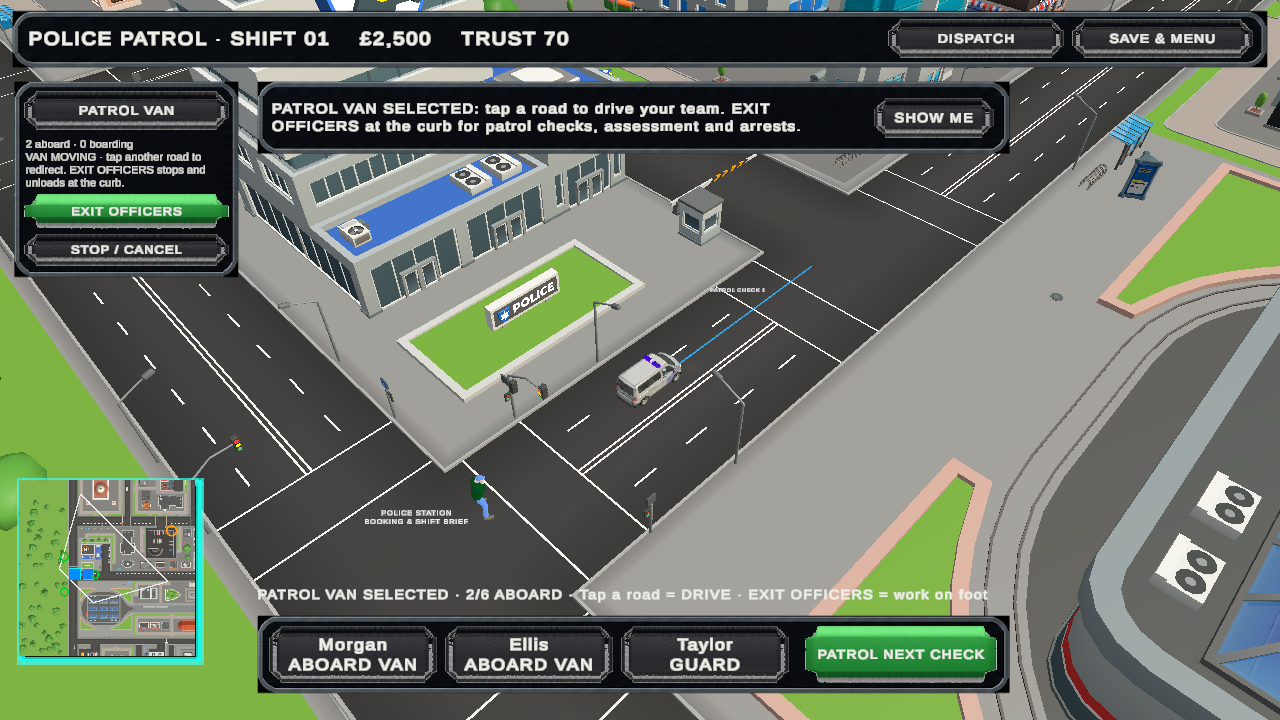 POLICE PATROL · SHIFT 01 £2,500 TRUST 70
DISPATCH
SAVE & MENU
PATROL VAN
2 aboard · 0 boarding
VAN MOVING · tap another road to
redirect. EXIT OFFICERS stops and
unloads at the curb.
EXIT OFFICERS
STOP / CANCEL
PATROL VAN SELECTED: tap a road to drive your team. EXIT
OFFICERS at the curb for patrol checks, assessment and arrests.
SHOW ME
POLICE
PATROL CHECK
POLICE STATION
BOOKING & SHIFT BRIEF
PATROL VAN SELECTED · 2/6 ABOARD · Tap a road = DRIVE · EXIT OFFICERS = work on foot
Morgan
ABOARD VAN
Ellis
ABOARD VAN
Taylor
GUARD
PATROL NEXT CHECK